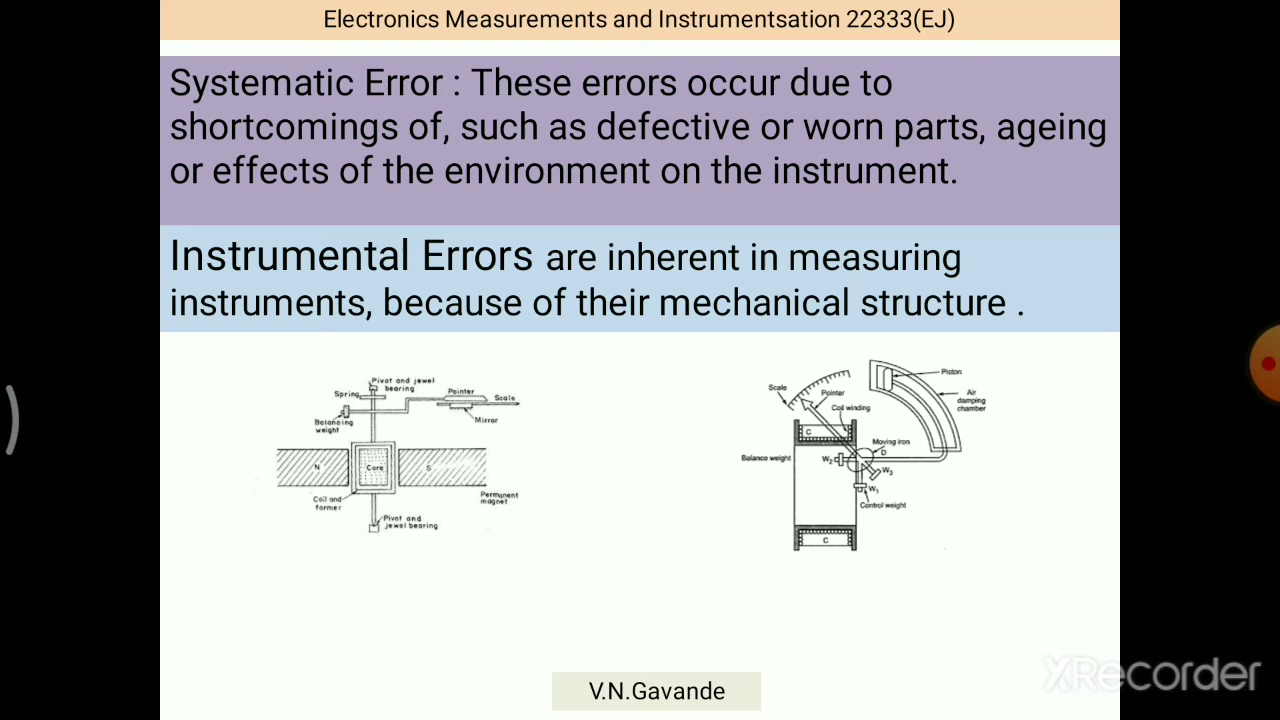 Electronics Measurements and Instrumentsation 22333(EJ)
Systematic Error : These errors occur due to
shortcomings of, such as defective or worn parts, ageing
or effects of the environment on the instrument.
Instrumental Errors are inherent in measuring
instruments, because of their mechanical structure .
Pivot and jewel
bearing
Spring
Pointer
Scale
Balancing
weight
Mirror
N
Core
S
Coil and
former
Permanent
magnet
Pivot and
jewel bearing
Scale
Pointer
Coil winding
Piston
Air
damping
chamber
C
Moving iron
D
Balance weight
W2
W3
W1
Control weight
C
V.N.Gavande
XRecorder